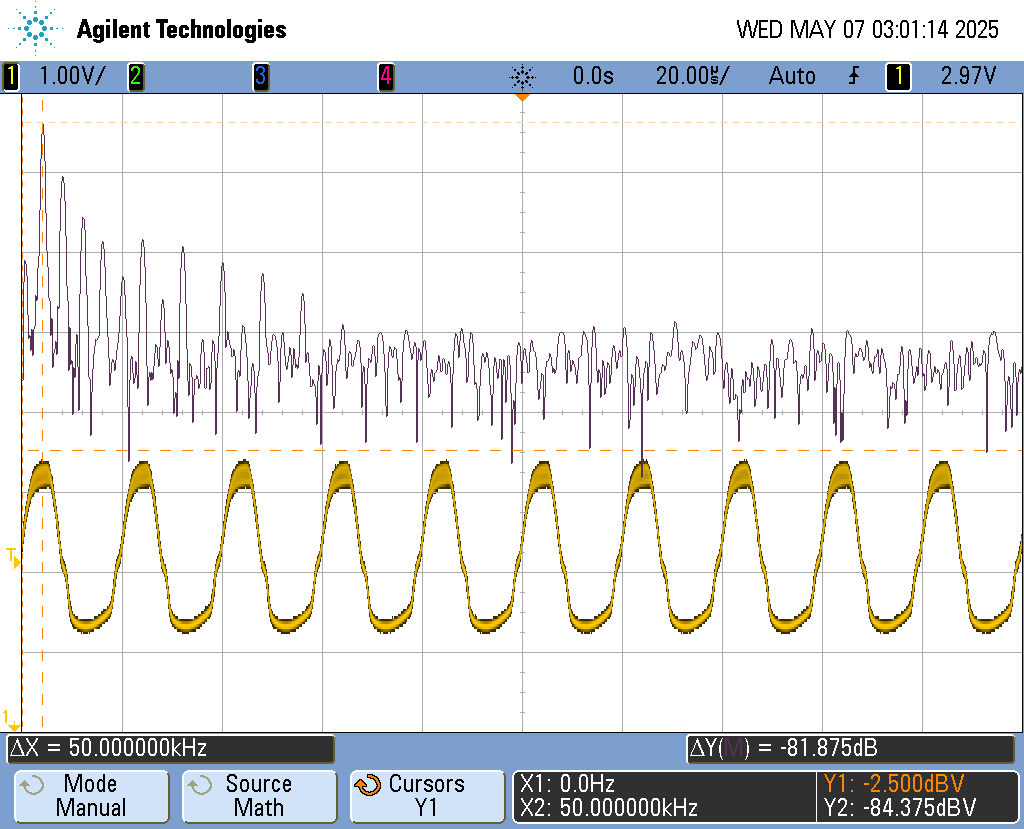 Agilent Technologies
WED MAY 07 03:01:14 2025
1 1.00V/ 2 3 4 0.0s 20.00µs/ Auto 1 2.97V
T
1
ΔX = 50.000000kHz
ΔY(M) = -81.875dB
Mode
Manual
Source
Math
Cursors
Y1
X1: 0.0Hz
X2: 50.000000kHz
Y1: -2.500dBV
Y2: -84.375dBV